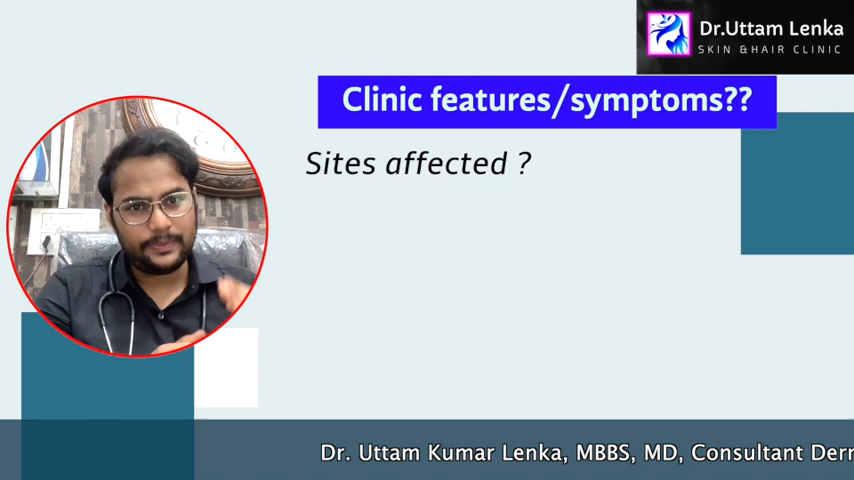 Dr.Uttam Lenka
SKIN &HAIR CLINIC
Clinic features/symptoms??
Sites affected ?
Dr. Uttam Kumar Lenka, MBBS, MD, Consultant Derm